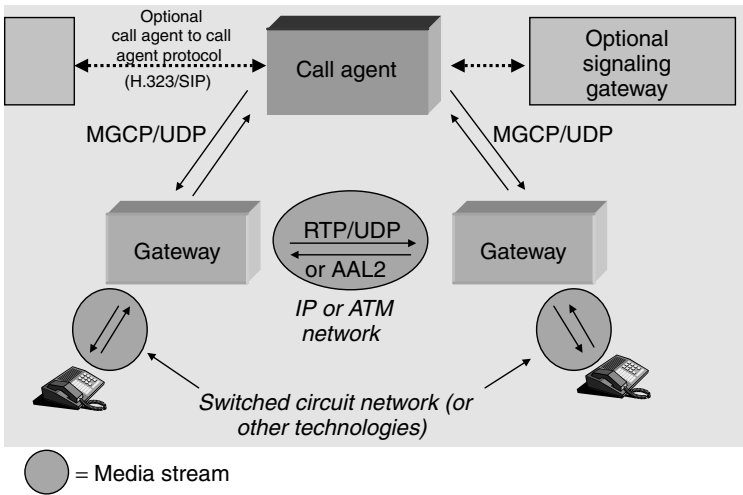 Optional
call agent to call
agent protocol
(H.323/SIP)
Call agent
Optional
signaling
gateway
MGCP/UDP
MGCP/UDP
Gateway
RTP/UDP
or AAL2
Gateway
IP or ATM
network
Switched circuit network (or
other technologies)
= Media stream